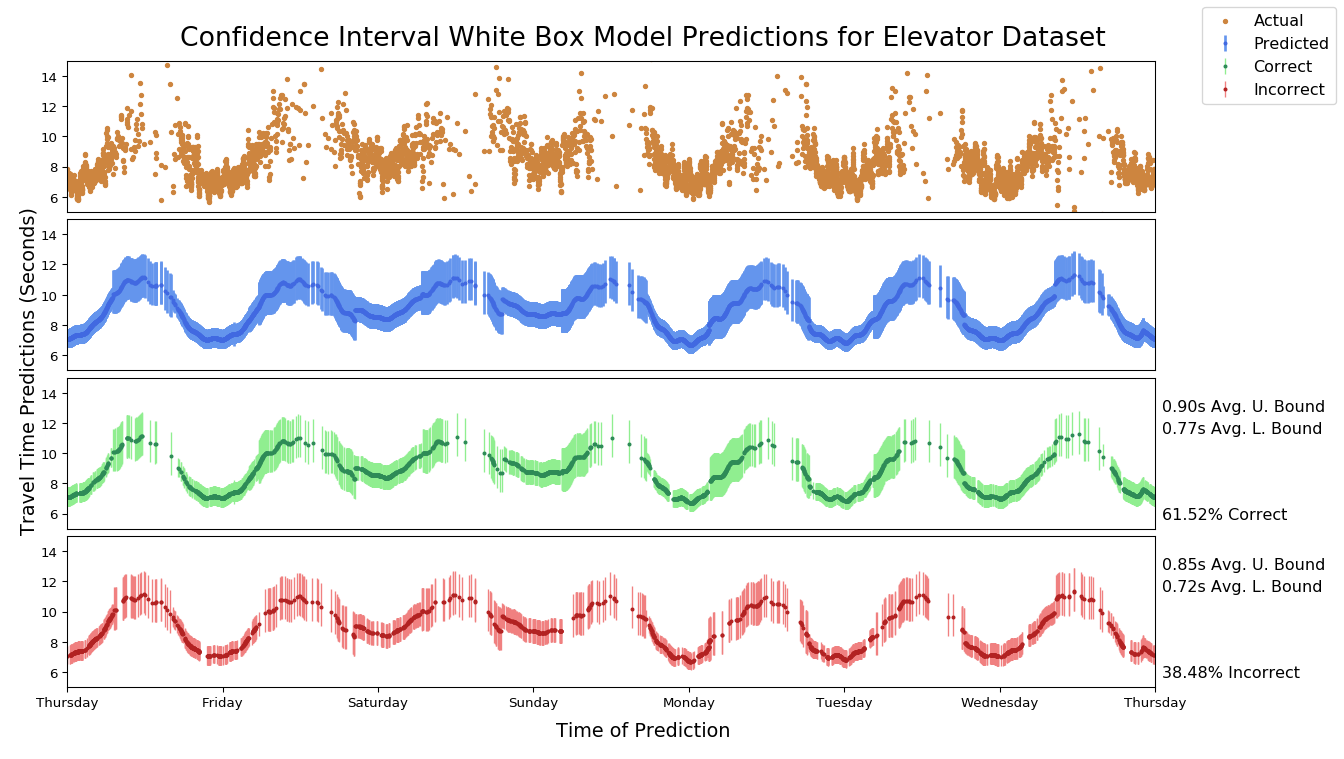 Confidence Interval White Box Model Predictions for Elevator Dataset
Actual
Predicted
Correct
Incorrect
Travel Time Predictions (Seconds)
14
12
10
8
6
14
12
10
8
6
14
12
10
8
6
0.90s Avg. U. Bound
0.77s Avg. L. Bound
61.52% Correct
14
12
10
8
6
0.85s Avg. U. Bound
0.72s Avg. L. Bound
38.48% Incorrect
Thursday Friday Saturday Sunday Monday Tuesday Wednesday Thursday
Time of Prediction